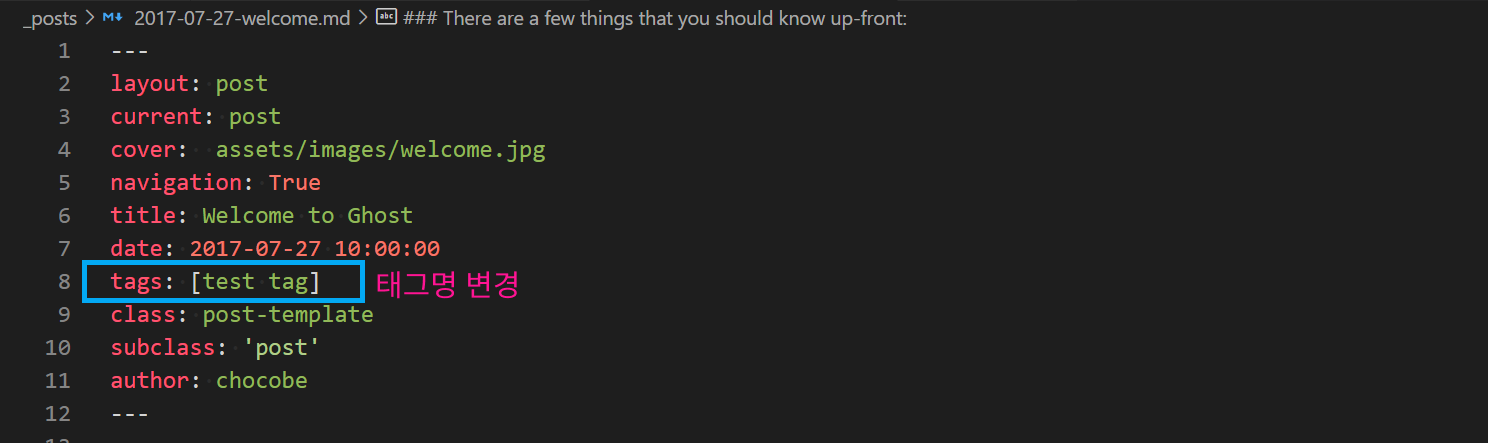 _posts > 2017-07-27-welcome.md > abc ### There are a few things that you should know up-front:
1 ---
2 layout: post
3 current: post
4 cover:  assets/images/welcome.jpg
5 navigation: True
6 title: Welcome to Ghost
7 date: 2017-07-27 10:00:00
8 tags: [test tag] 태그명 변경
9 class: post-template
10 subclass: 'post'
11 author: chocobe
12 ---